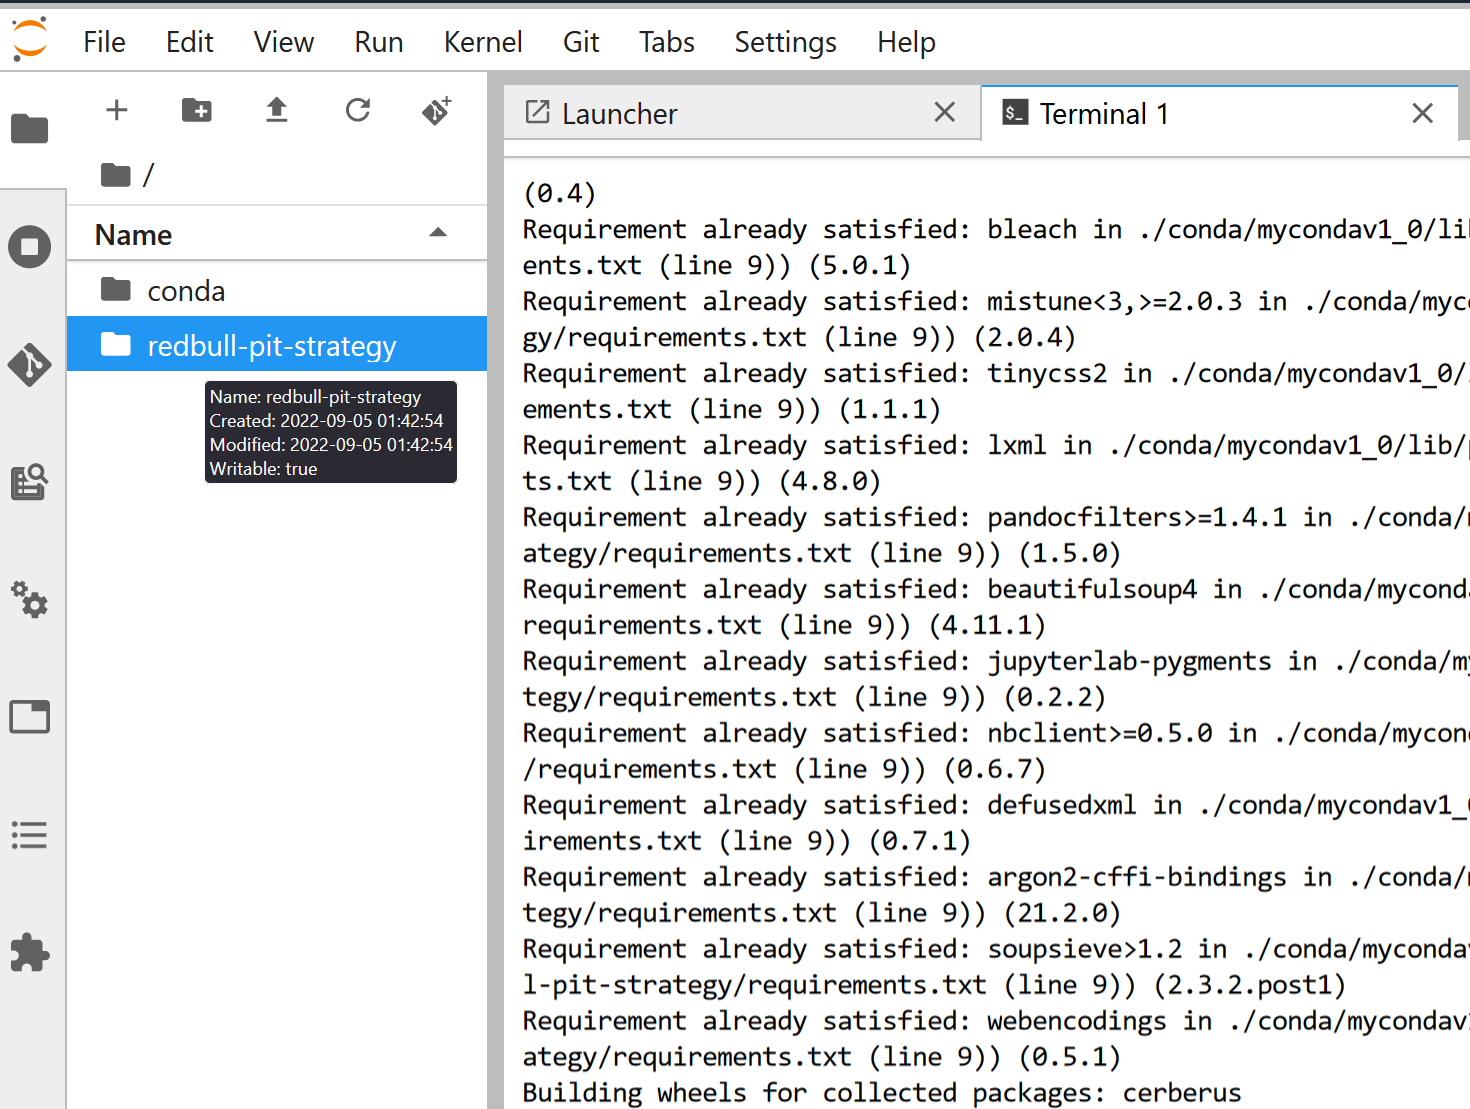 File Edit View Run Kernel Git Tabs Settings Help
Launcher
Terminal 1
/
Name
conda
redbull-pit-strategy
Name: redbull-pit-strategy
Created: 2022-09-05 01:42:54
Modified: 2022-09-05 01:42:54
Writable: true
(0.4)
Requirement already satisfied: bleach in ./conda/mycondav1_0/li
ents.txt (line 9)) (5.0.1)
Requirement already satisfied: mistune<3,>=2.0.3 in ./conda/myc
gy/requirements.txt (line 9)) (2.0.4)
Requirement already satisfied: tinycss2 in ./conda/mycondav1_0/
ements.txt (line 9)) (1.1.1)
Requirement already satisfied: lxml in ./conda/mycondav1_0/lib/
ts.txt (line 9)) (4.8.0)
Requirement already satisfied: pandocfilters>=1.4.1 in ./conda/
ategy/requirements.txt (line 9)) (1.5.0)
Requirement already satisfied: beautifulsoup4 in ./conda/mycond
requirements.txt (line 9)) (4.11.1)
Requirement already satisfied: jupyterlab-pygments in ./conda/m
tegy/requirements.txt (line 9)) (0.2.2)
Requirement already satisfied: nbclient>=0.5.0 in ./conda/mycon
/requirements.txt (line 9)) (0.6.7)
Requirement already satisfied: defusedxml in ./conda/mycondav1_
irements.txt (line 9)) (0.7.1)
Requirement already satisfied: argon2-cffi-bindings in ./conda/
tegy/requirements.txt (line 9)) (21.2.0)
Requirement already satisfied: soupsieve>1.2 in ./conda/myconda
l-pit-strategy/requirements.txt (line 9)) (2.3.2.post1)
Requirement already satisfied: webencodings in ./conda/mycondav
ategy/requirements.txt (line 9)) (0.5.1)
Building wheels for collected packages: cerberus